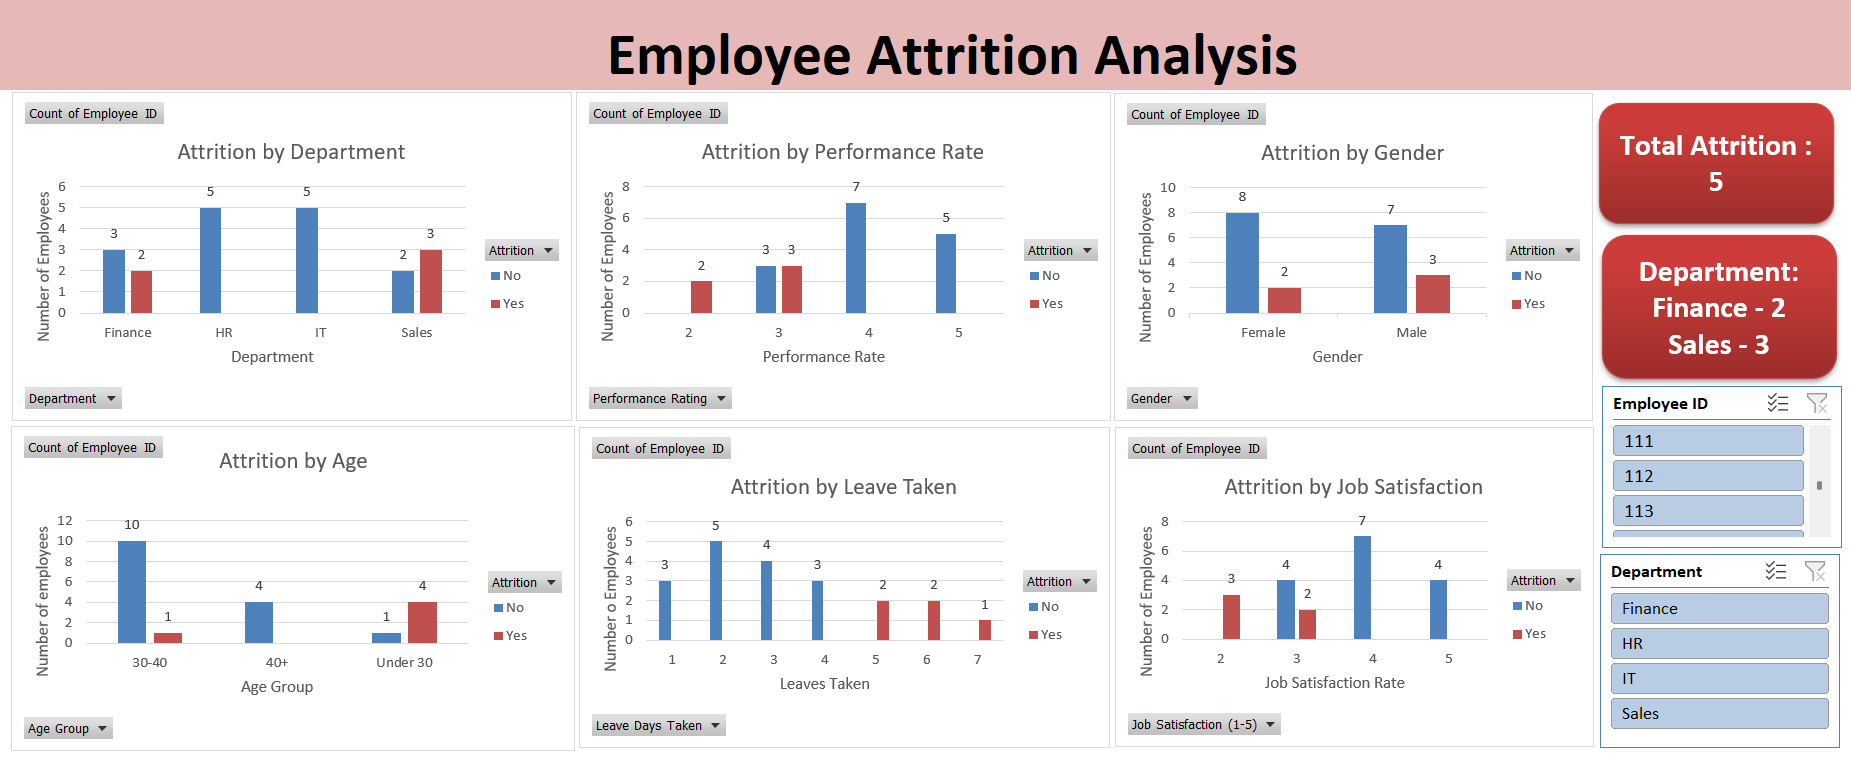 Employee Attrition Analysis
Count of Employee ID
Attrition by Department
Number of Employees
6
5
4
3
2
1
0
3
2
5
5
2
3
Finance
HR
IT
Sales
Department
Attrition
No
Yes
Department
Count of Employee ID
Attrition by Performance Rate
Number of Employees
8
6
4
2
0
2
3
3
7
5
2
3
4
5
Performance Rate
Attrition
No
Yes
Performance Rating
Count of Employee ID
Attrition by Gender
Number of Employees
10
8
6
4
2
0
8
2
7
3
Female
Male
Gender
Attrition
No
Yes
Gender
Total Attrition :
5
Department:
Finance - 2
Sales - 3
Employee ID
111
112
113
Department
Finance
HR
IT
Sales
Count of Employee ID
Attrition by Age
Number of employees
12
10
8
6
4
2
0
10
1
4
1
4
30-40
40+
Under 30
Age Group
Attrition
No
Yes
Age Group
Count of Employee ID
Attrition by Leave Taken
Number o Employees
6
5
4
3
2
1
0
3
5
4
3
2
2
1
1
2
3
4
5
6
7
Leaves Taken
Attrition
No
Yes
Leave Days Taken
Count of Employee ID
Attrition by Job Satisfaction
Number of Employees
8
6
4
2
0
3
4
2
7
4
2
3
4
5
Job Satisfaction Rate
Attrition
No
Yes
Job Satisfaction (1-5)